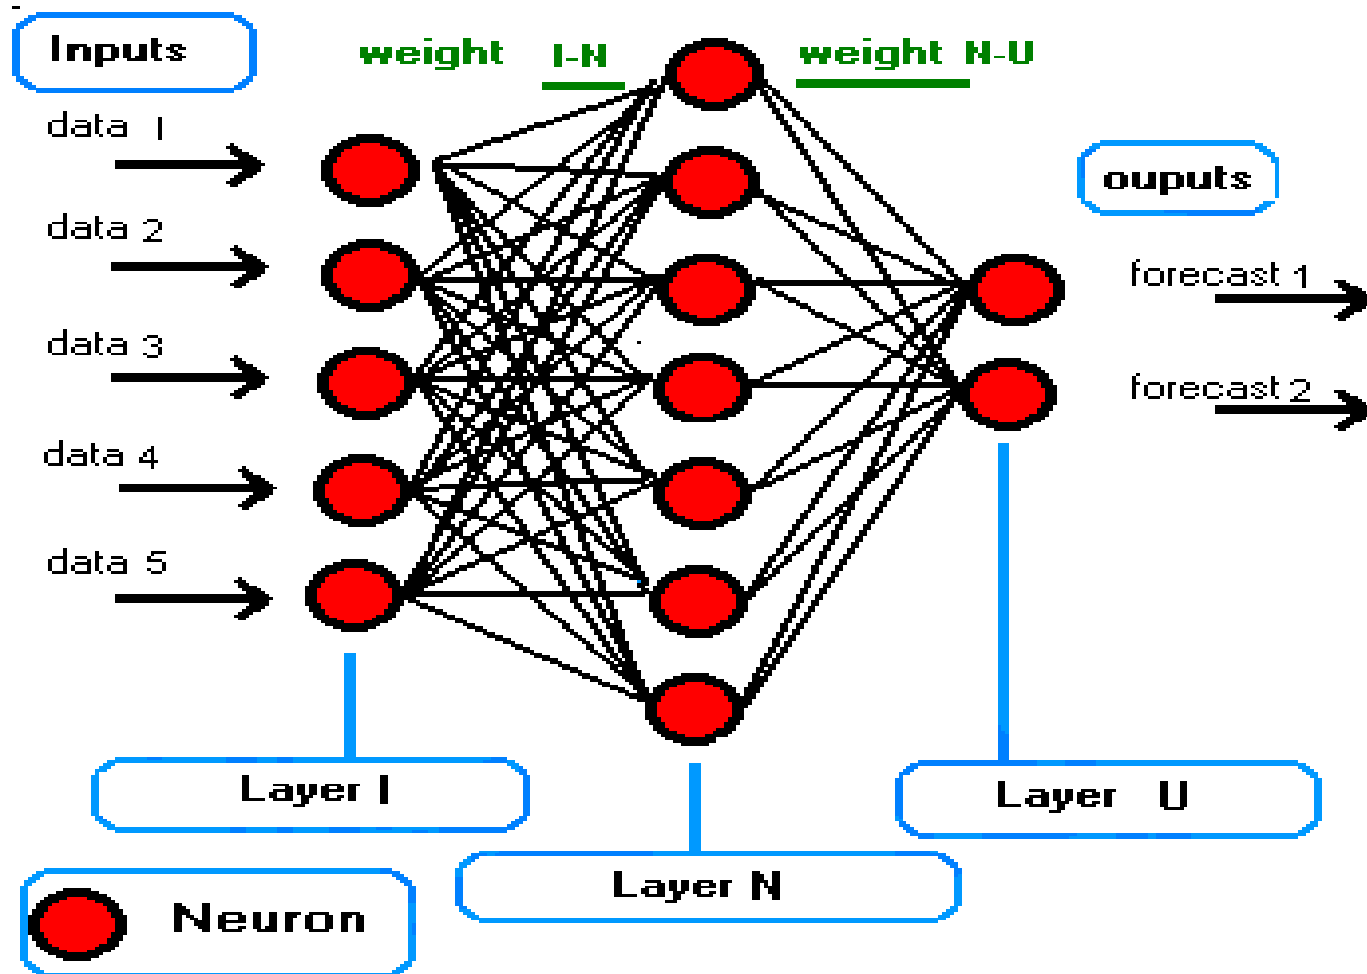 Inputs
weight I-N
weight N-U
data 1
data 2
data 3
data 4
data 5
ouputs
forecast 1
forecast 2
Layer I
Layer N
Layer U
Neuron